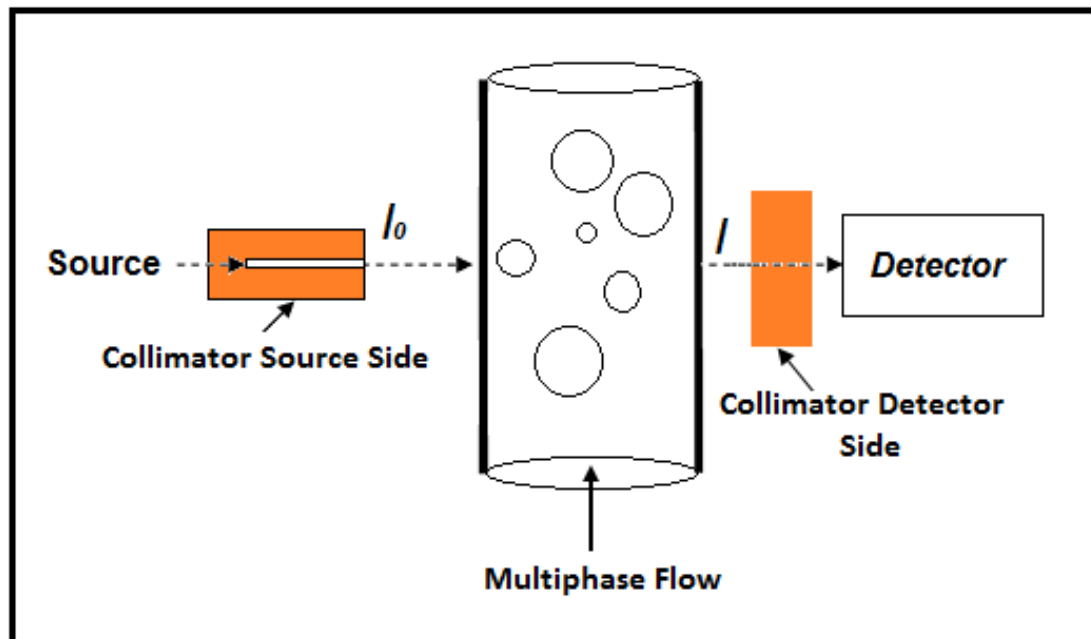 Source
I0
Collimator Source Side
I
Detector
Collimator Detector
Side
Multiphase Flow